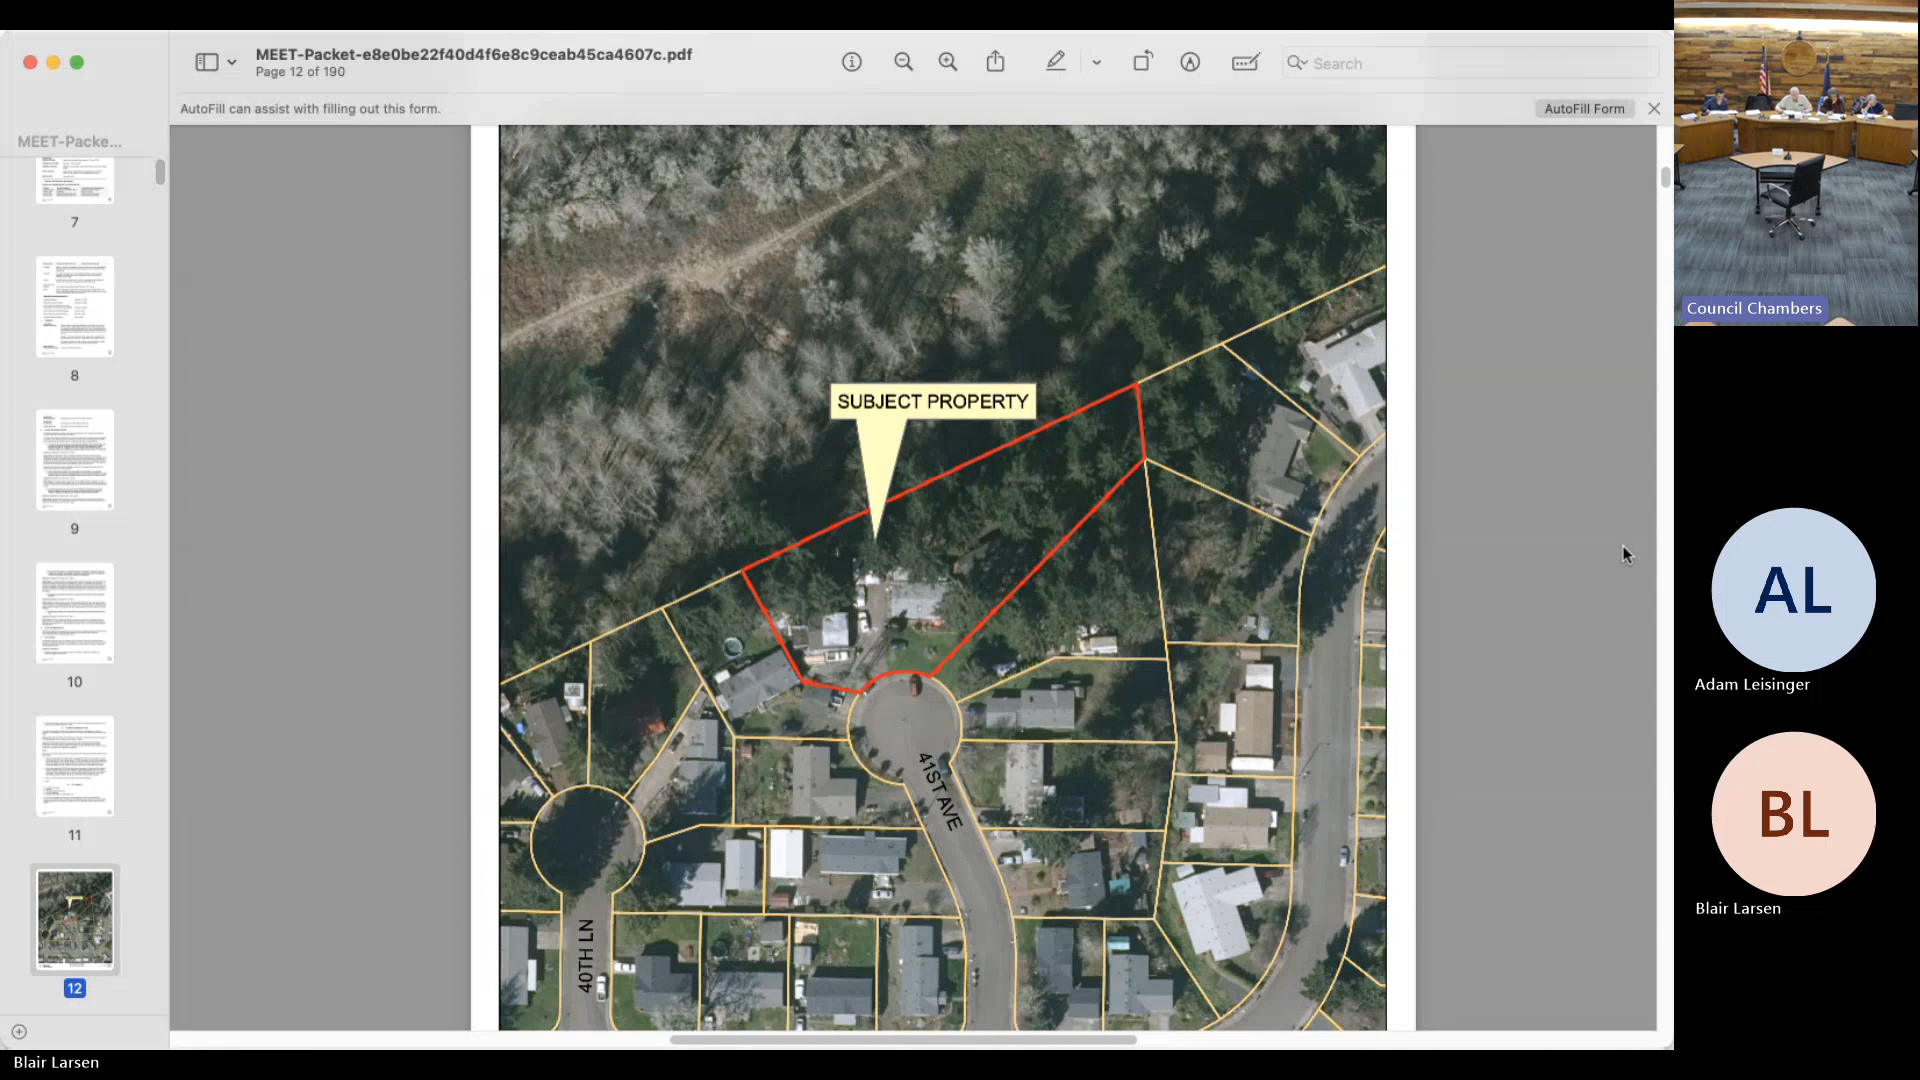 MEET-Packet-e8e0be22f40d4f6e8c9ceab45ca4607c.pdf
Page 12 of 190
Search
AutoFill can assist with filling out this form.
AutoFill Form
MEET-Packe...
7
8
9
10
11
12
SUBJECT PROPERTY
41ST AVE
40TH LN
Council Chambers
AL
Adam Leisinger
BL
Blair Larsen
Blair Larsen